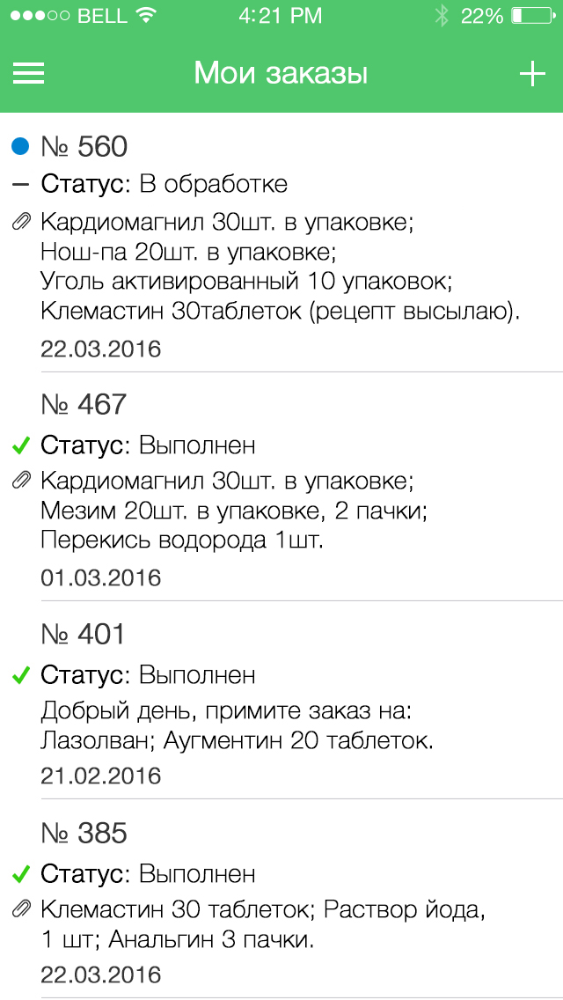 BELL 4:21 PM 22%
Мои заказы
№ 560
Статус: В обработке
Кардиомагнил 30шт. в упаковке;
Нош-па 20шт. в упаковке;
Уголь активированный 10 упаковок;
Клемастин 30таблеток (рецепт высылаю).
22.03.2016
№ 467
Статус: Выполнен
Кардиомагнил 30шт. в упаковке;
Мезим 20шт. в упаковке, 2 пачки;
Перекись водорода 1шт.
01.03.2016
№ 401
Статус: Выполнен
Добрый день, примите заказ на:
Лазолван; Аугментин 20 таблеток.
21.02.2016
№ 385
Статус: Выполнен
Клемастин 30 таблеток; Раствор йода,
1 шт; Анальгин 3 пачки.
22.03.2016